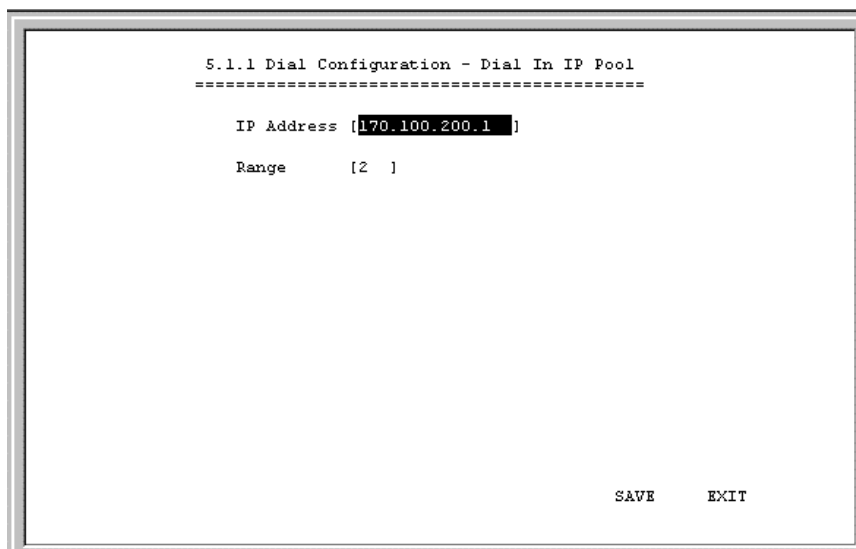 5.1.1 Dial Configuration - Dial In IP Pool
============================================
IP Address [170.100.200.1 ]
Range [2 ]
SAVE EXIT